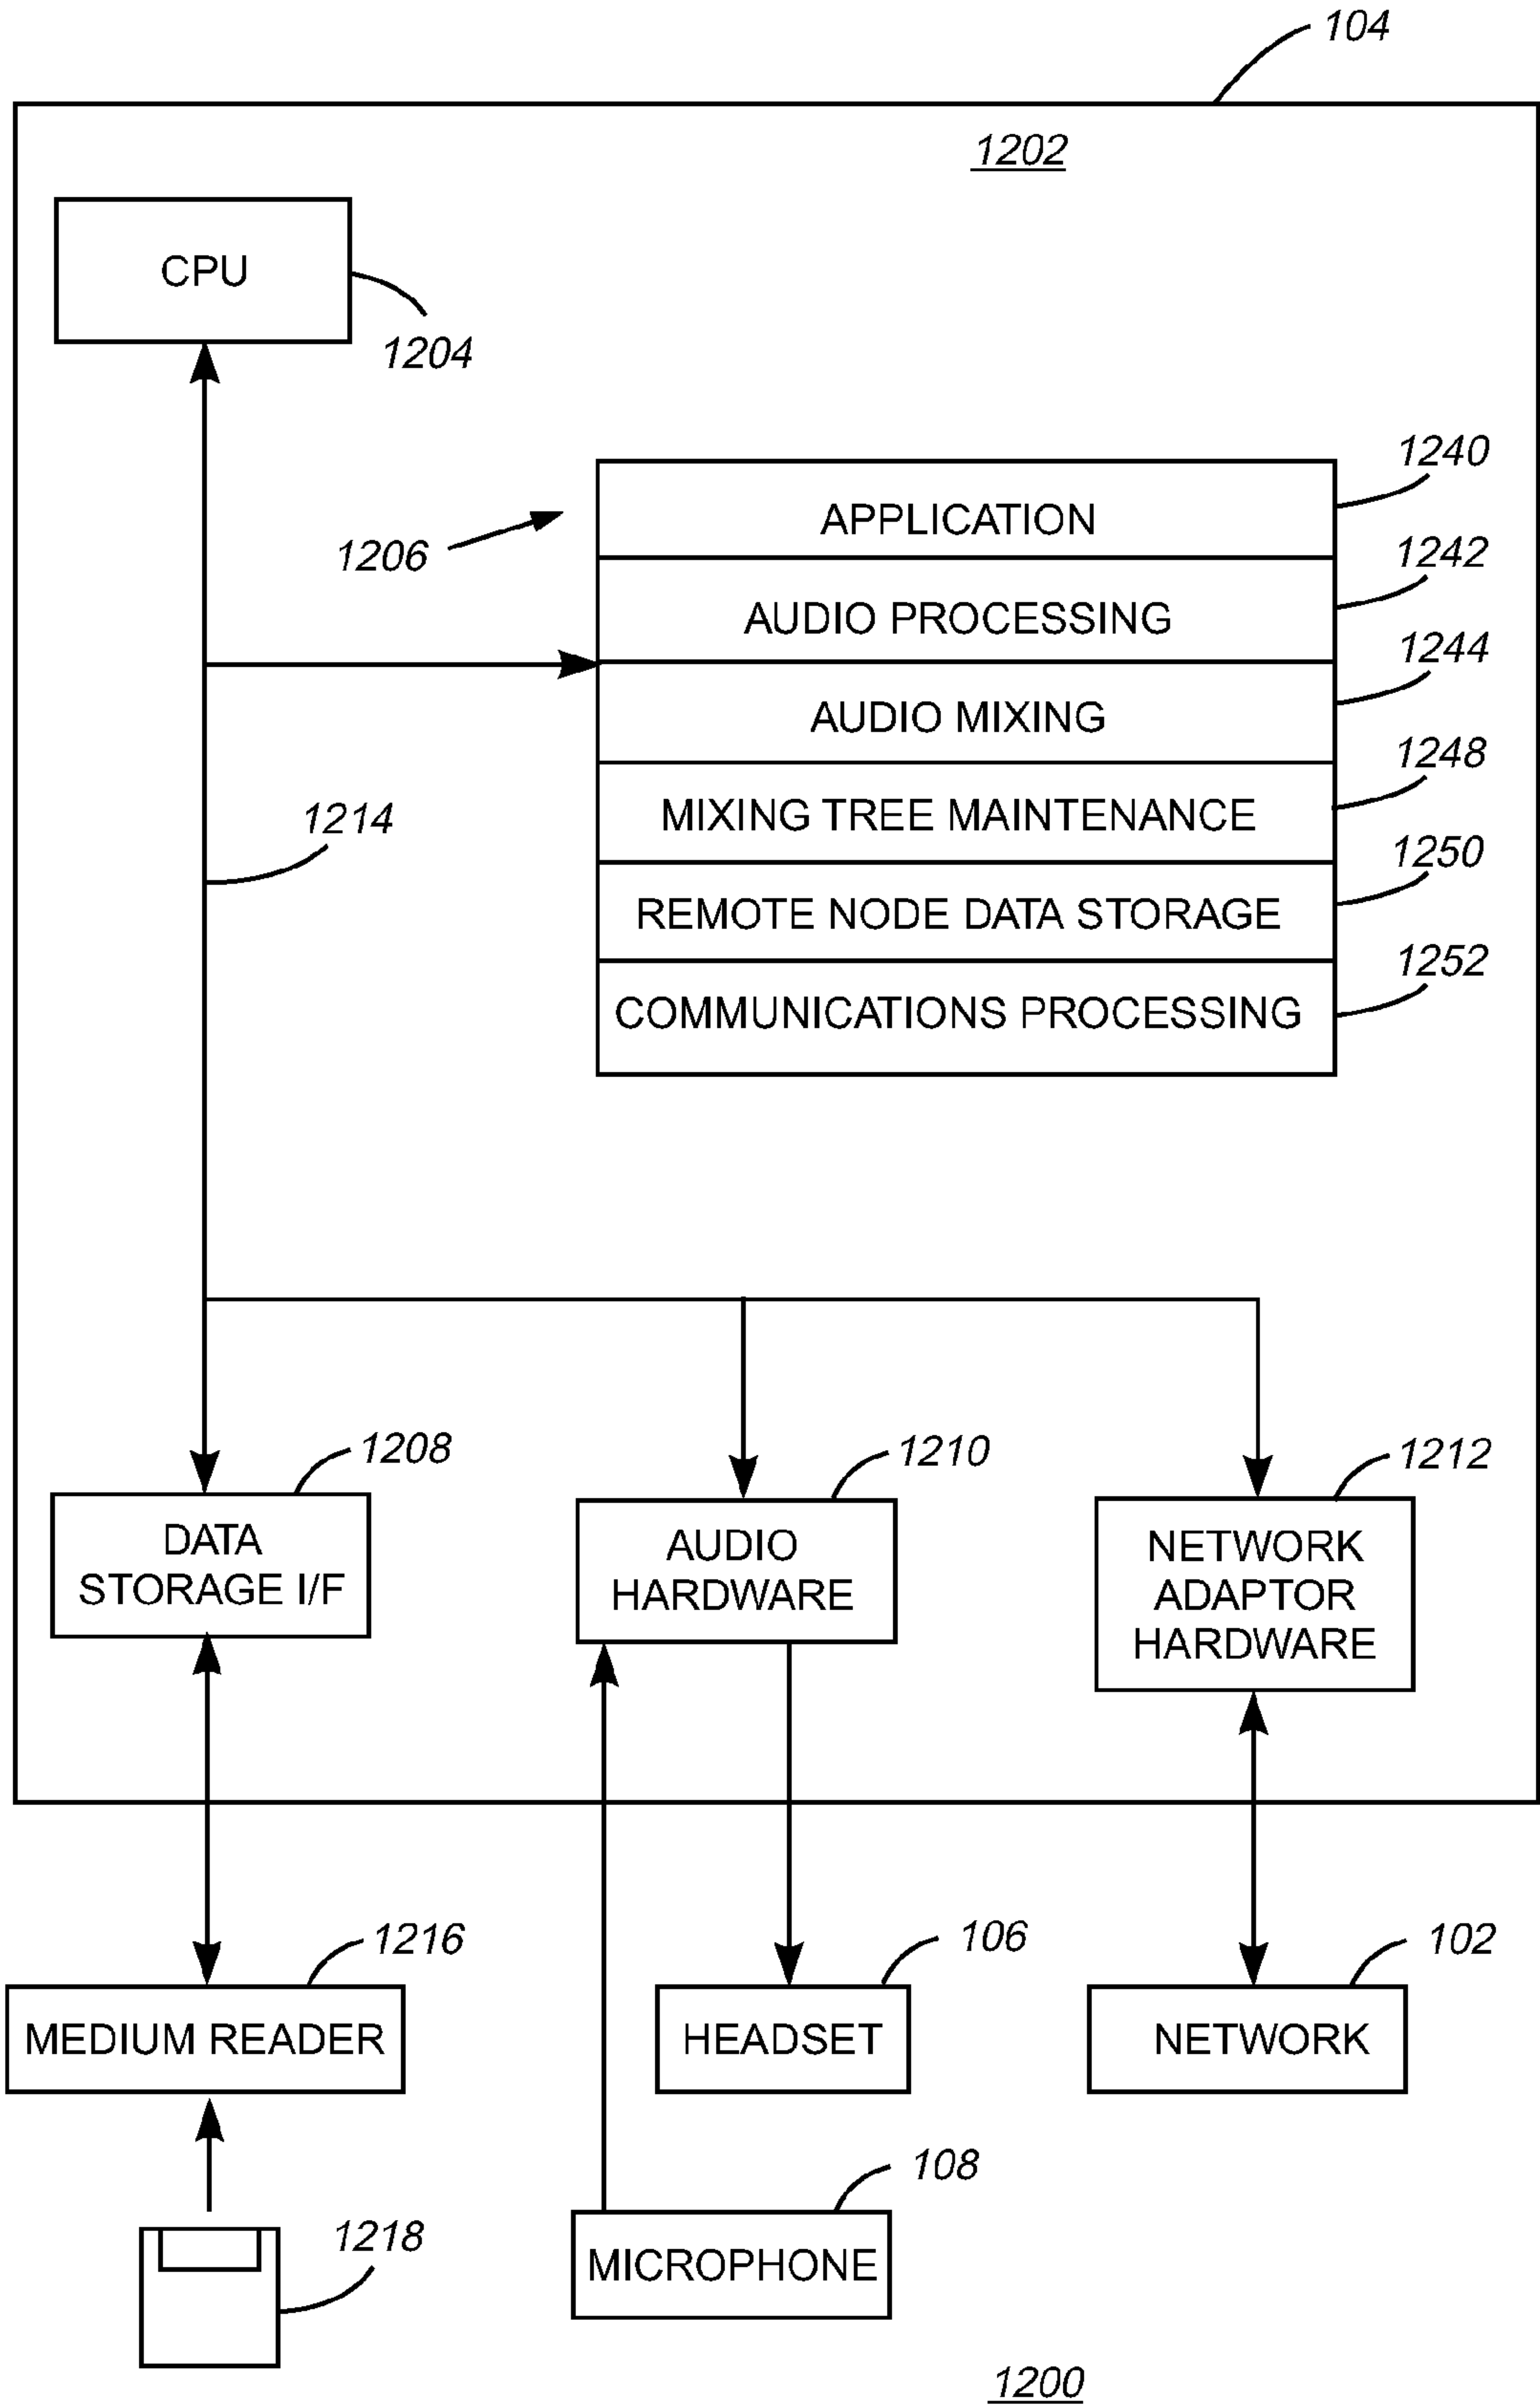 104
1202
CPU
1204
1240
APPLICATION
1206
1242
AUDIO PROCESSING
1244
AUDIO MIXING
1248
MIXING TREE MAINTENANCE
1214
1250
REMOTE NODE DATA STORAGE
1252
COMMUNICATIONS PROCESSING
1208
1210
1212
DATA
STORAGE I/F
AUDIO
HARDWARE
NETWORK
ADAPTOR
HARDWARE
1216
106
102
MEDIUM READER
HEADSET
NETWORK
108
1218
MICROPHONE
1200